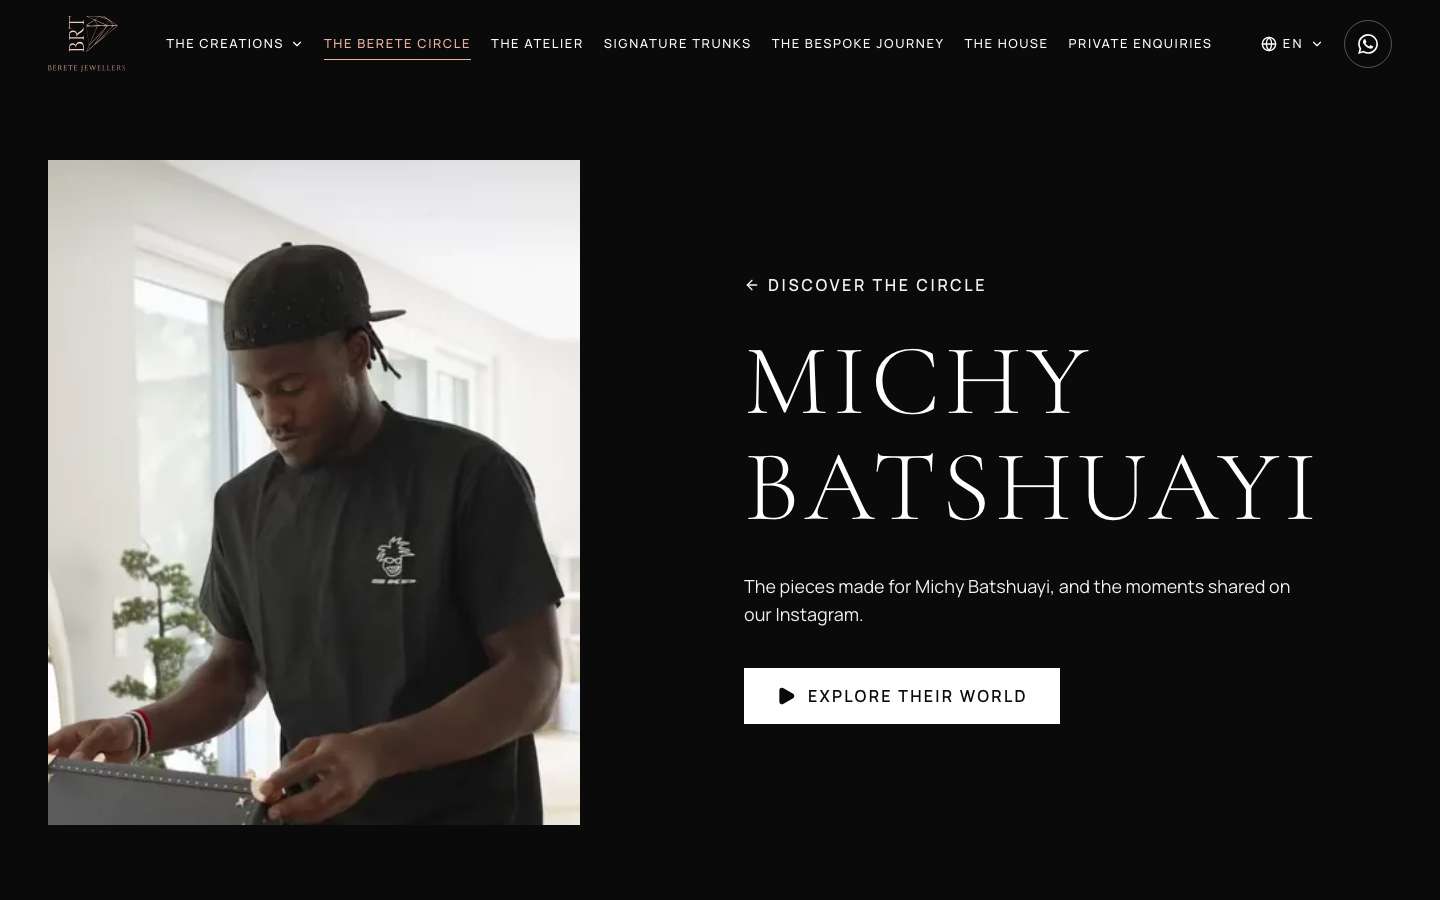 BRT
BERETE JEWELLERS
THE CREATIONS
THE BERETE CIRCLE
THE ATELIER
SIGNATURE TRUNKS
THE BESPOKE JOURNEY
THE HOUSE
PRIVATE ENQUIRIES
EN
DISCOVER THE CIRCLE
MICHY
BATSHUAYI
The pieces made for Michy Batshuayi, and the moments shared on
our Instagram.
EXPLORE THEIR WORLD